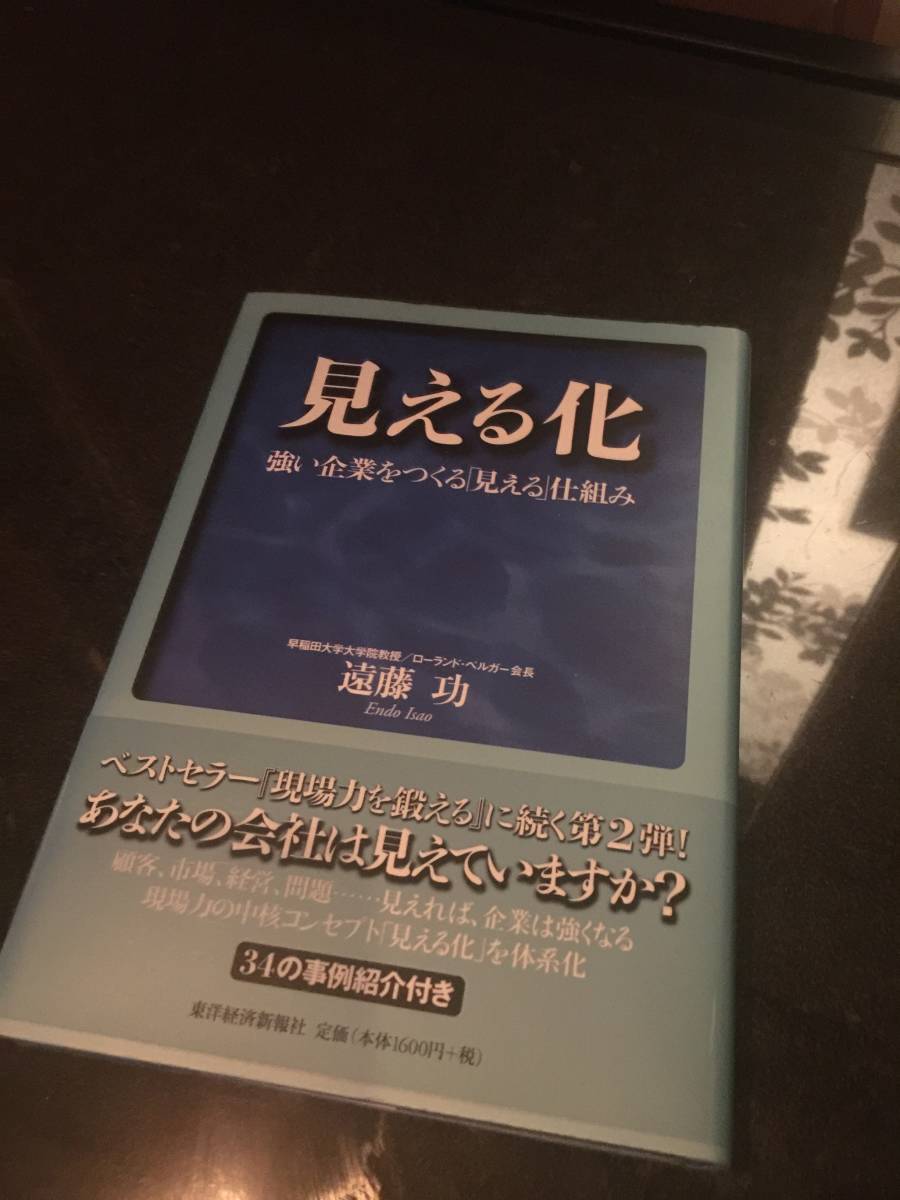 見える化
強い企業をつくる「見える」仕組み
早稲田大学大学院教授／ローランド・ベルガー会長
遠藤 功
Endo Isao
ベストセラー『現場力を鍛える』に続く第2弾!
あなたの会社は見えていますか?
顧客、市場、経営、問題……見えれば、企業は強くなる
現場力の中核コンセプト「見える化」を体系化
34の事例紹介付き
東洋経済新報社 定価(本体1600円+税)